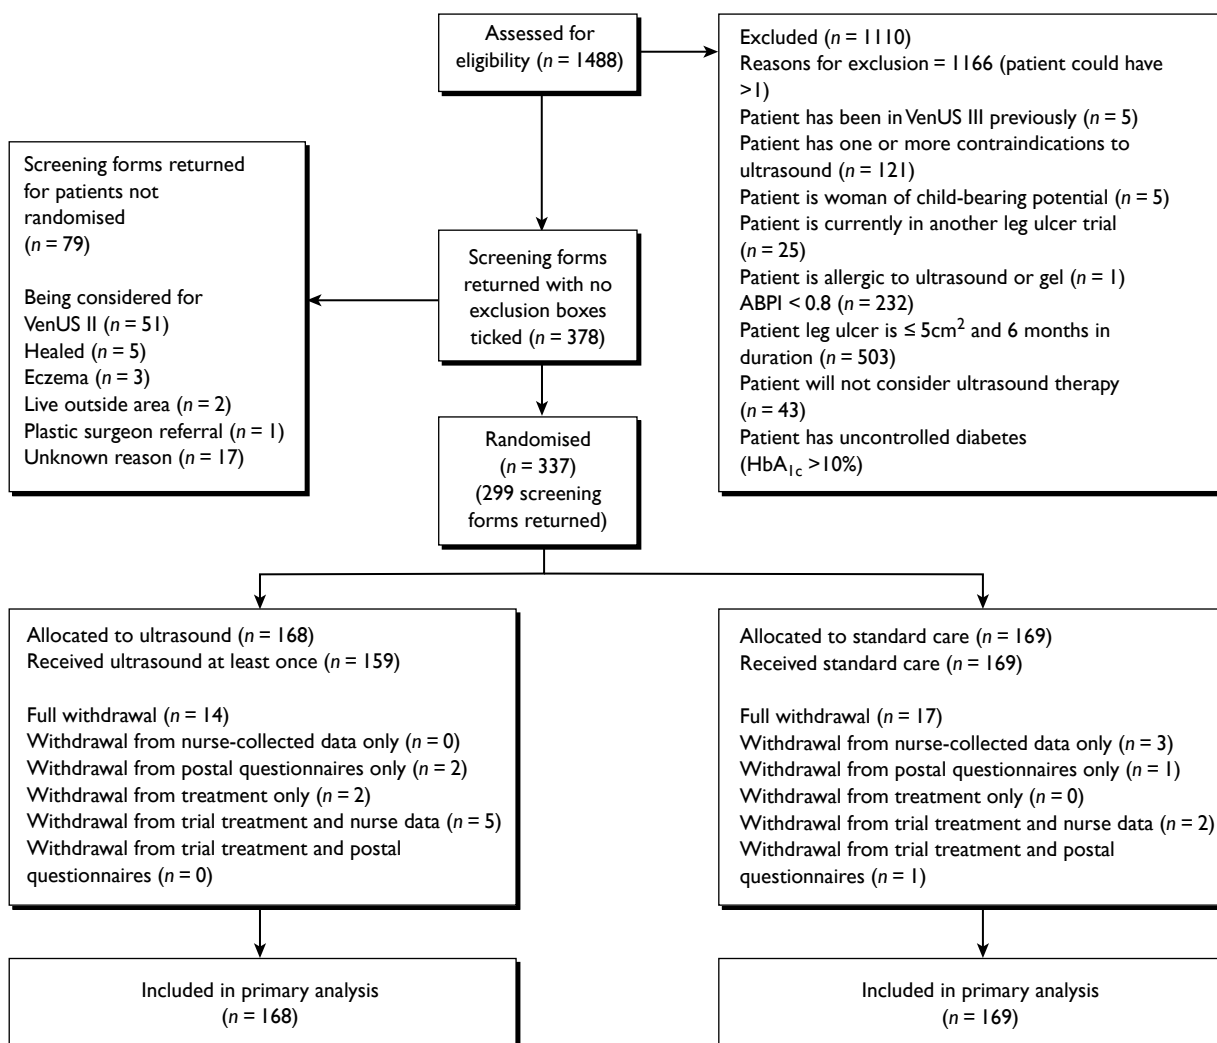 Assessed for
eligibility (n = 1488)
Excluded (n = 1110)
Reasons for exclusion = 1166 (patient could have
>1)
Patient has been in VenUS III previously (n = 5)
Patient has one or more contraindications to
ultrasound (n = 121)
Patient is woman of child-bearing potential (n = 5)
Patient is currently in another leg ulcer trial
(n = 25)
Patient is allergic to ultrasound or gel (n = 1)
ABPI < 0.8 (n = 232)
Patient leg ulcer is ≤ 5cm² and 6 months in
duration (n = 503)
Patient will not consider ultrasound therapy
(n = 43)
Patient has uncontrolled diabetes
(HbA1c >10%)
Screening forms returned
for patients not
randomised
(n = 79)
Being considered for
VenUS II (n = 51)
Healed (n = 5)
Eczema (n = 3)
Live outside area (n = 2)
Plastic surgeon referral (n = 1)
Unknown reason (n = 17)
Screening forms
returned with no
exclusion boxes
ticked (n = 378)
Randomised
(n = 337)
(299 screening
forms returned)
Allocated to ultrasound (n = 168)
Received ultrasound at least once (n = 159)
Full withdrawal (n = 14)
Withdrawal from nurse-collected data only (n = 0)
Withdrawal from postal questionnaires only (n = 2)
Withdrawal from treatment only (n = 2)
Withdrawal from trial treatment and nurse data (n = 5)
Withdrawal from trial treatment and postal
questionnaires (n = 0)
Allocated to standard care (n = 169)
Received standard care (n = 169)
Full withdrawal (n = 17)
Withdrawal from nurse-collected data only (n = 3)
Withdrawal from postal questionnaires only (n = 1)
Withdrawal from treatment only (n = 0)
Withdrawal from trial treatment and nurse data (n = 2)
Withdrawal from trial treatment and postal
questionnaires (n = 1)
Included in primary analysis
(n = 168)
Included in primary analysis
(n = 169)